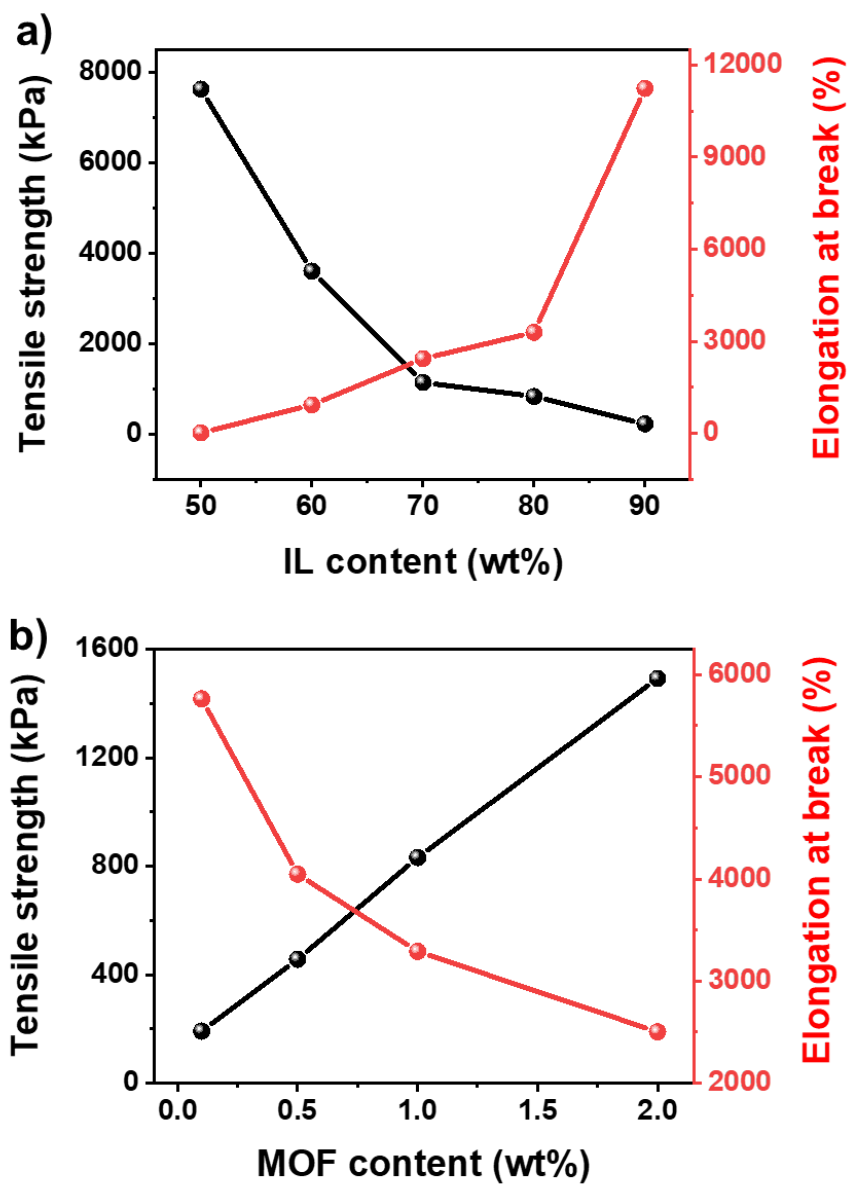 a)
Tensile strength (kPa)
8000
6000
4000
2000
0
12000
9000
6000
3000
0
Elongation at break (%)
50 60 70 80 90
IL content (wt%)
b)
Tensile strength (kPa)
1600
1200
800
400
0
6000
5000
4000
3000
2000
Elongation at break (%)
0.0 0.5 1.0 1.5 2.0
MOF content (wt%)